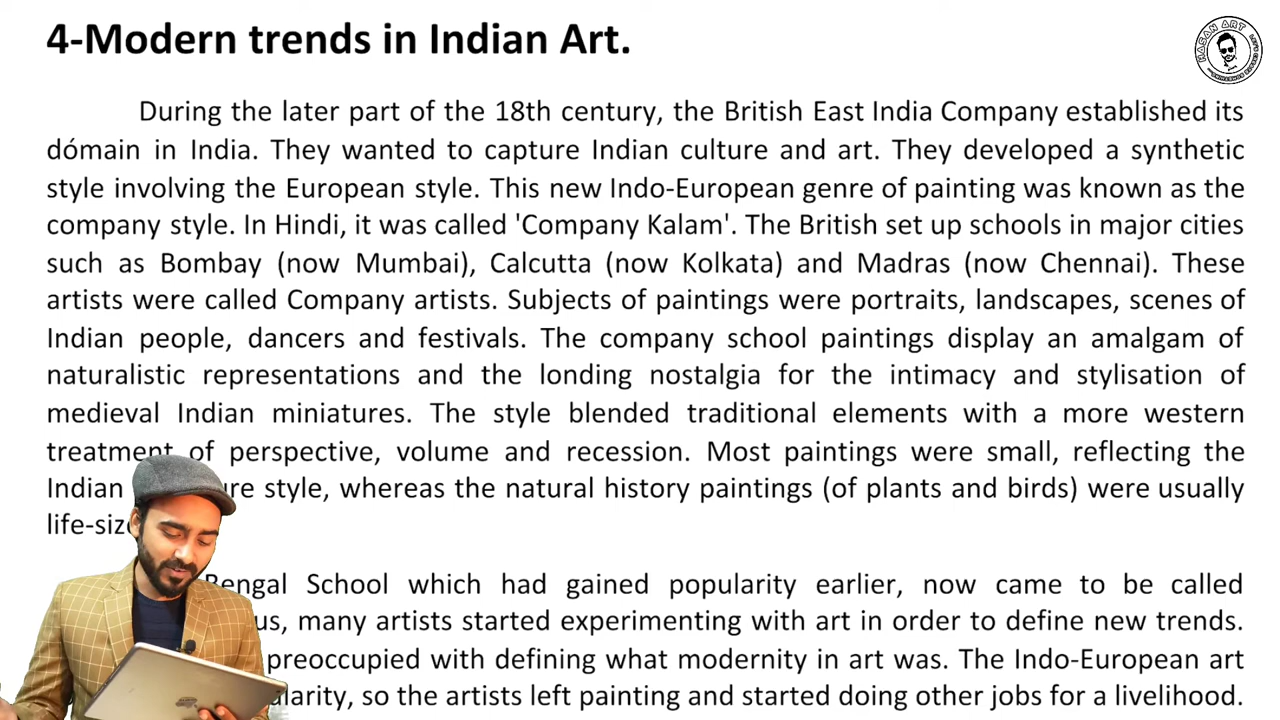 4-Modern trends in Indian Art.
HASAN ART
During the later part of the 18th century, the British East India Company established its
dómain in India. They wanted to capture Indian culture and art. They developed a synthetic
style involving the European style. This new Indo-European genre of painting was known as the
company style. In Hindi, it was called 'Company Kalam'. The British set up schools in major cities
such as Bombay (now Mumbai), Calcutta (now Kolkata) and Madras (now Chennai). These
artists were called Company artists. Subjects of paintings were portraits, landscapes, scenes of
Indian people, dancers and festivals. The company school paintings display an amalgam of
naturalistic representations and the londing nostalgia for the intimacy and stylisation of
medieval Indian miniatures. The style blended traditional elements with a more western
treatment of perspective, volume and recession. Most paintings were small, reflecting the
Indian style, whereas the natural history paintings (of plants and birds) were usually
Bengal School which had gained popularity earlier, now came to be called
many artists started experimenting with art in order to define new trends.
preoccupied with defining what modernity in art was. The Indo-European art
so the artists left painting and started doing other jobs for a livelihood.